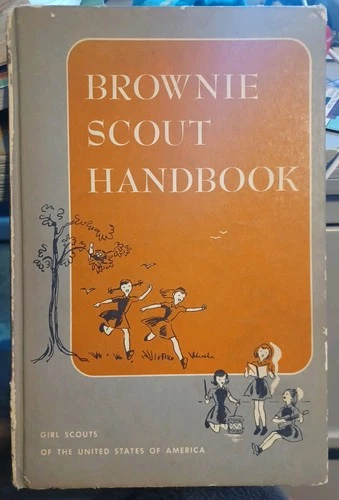 BROWNIE
SCOUT
HANDBOOK
GIRL SCOUTS
OF THE UNITED STATES OF AMERICA